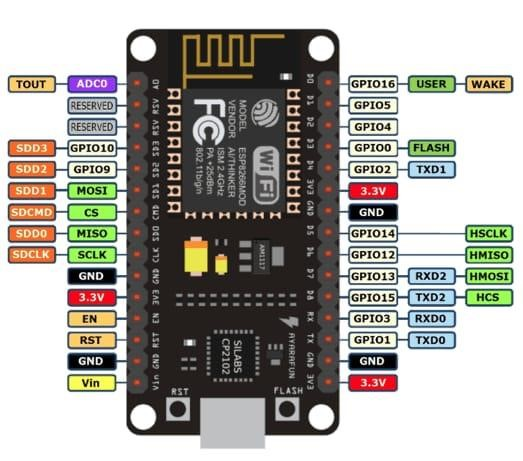 TOUT ADC0 A0 D0 GPIO16 USER WAKE
RESERVED RSV D1 GPIO5
RESERVED RSV D2 GPIO4
SDD3 GPIO10 SD3 D3 GPIO0 FLASH
SDD2 GPIO9 SD2 D4 GPIO2 TXD1
SDD1 MOSI SD1 3V3 3.3V
SDCMD CS CMD GND GND
SDD0 MISO SD0 D5 GPIO14 HSCLK
SDCLK SCLK CLK D6 GPIO12 HMISO
GND GND D7 GPIO13 RXD2 HMOSI
3.3V 3V3 D8 GPIO15 TXD2 HCS
EN EN RX GPIO3 RXD0
RST RST TX GPIO1 TXD0
GND GND GND GND
Vin Vin 3V3 3.3V
MODEL
VENDOR
ESP8266MOD
AI/THINKER
ISM 2.4GHz
PA +25dBm
802.11b/g/n
FC
Wi Fi
AM1117
SILABS
CP2102
AYARAFUN
RST
FLASH